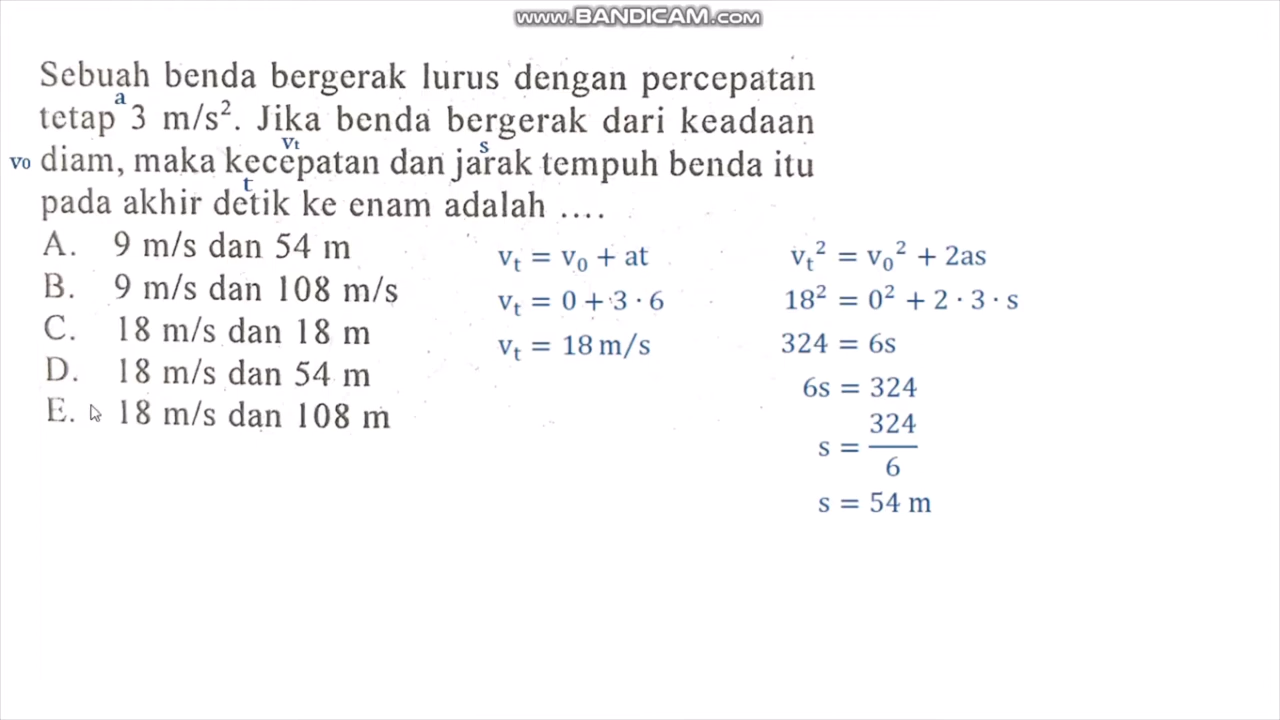 www.BANDICAM.com
Sebuah benda bergerak lurus dengan percepatan
a
tetap 3 m/s². Jika benda bergerak dari keadaan
vt s
v0 diam, maka kecepatan dan jarak tempuh benda itu
t
pada akhir detik ke enam adalah ....
A. 9 m/s dan 54 m
B. 9 m/s dan 108 m/s
C. 18 m/s dan 18 m
D. 18 m/s dan 54 m
E. 18 m/s dan 108 m
vₜ = v₀ + at
vₜ = 0 + 3 · 6
vₜ = 18 m/s
vₜ² = v₀² + 2as
18² = 0² + 2 · 3 · s
324 = 6s
6s = 324
s = 324/6
s = 54 m